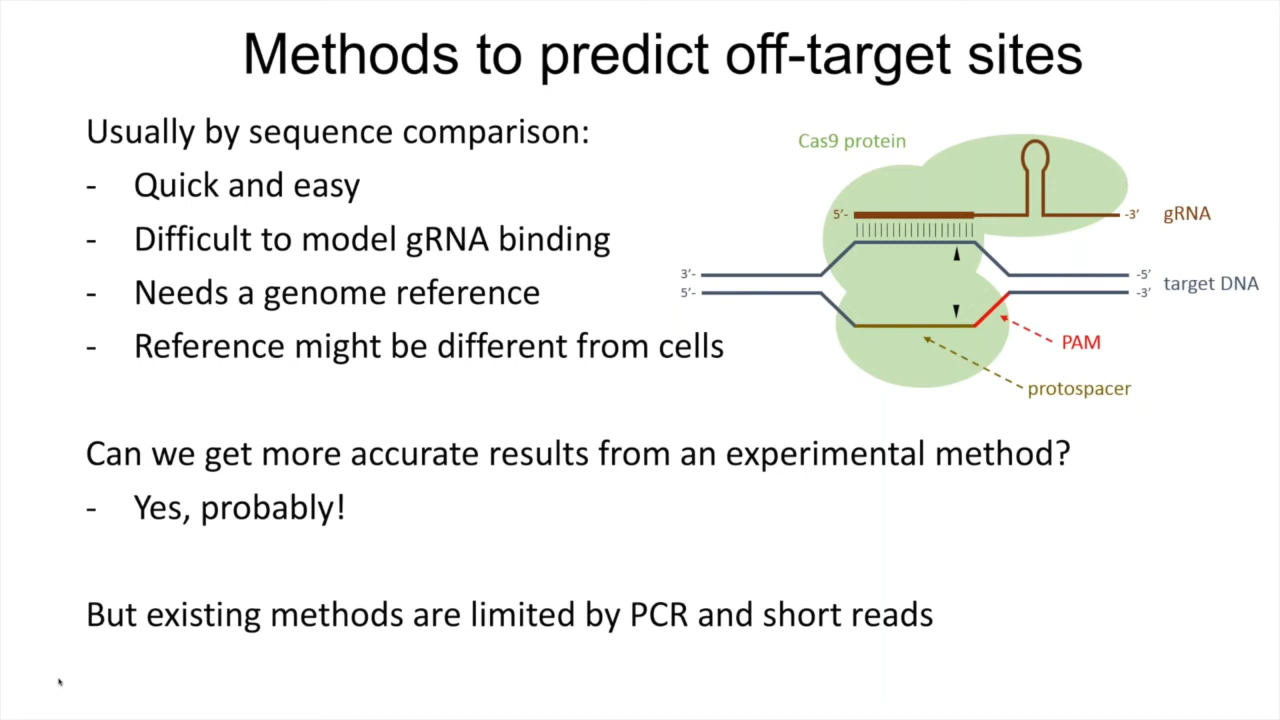 Methods to predict off-target sites
Usually by sequence comparison:
- Quick and easy
- Difficult to model gRNA binding
- Needs a genome reference
- Reference might be different from cells
Cas9 protein
5'-
-3'
gRNA
3'-
-5'
5'-
-3'
target DNA
PAM
protospacer
Can we get more accurate results from an experimental method?
- Yes, probably!
But existing methods are limited by PCR and short reads